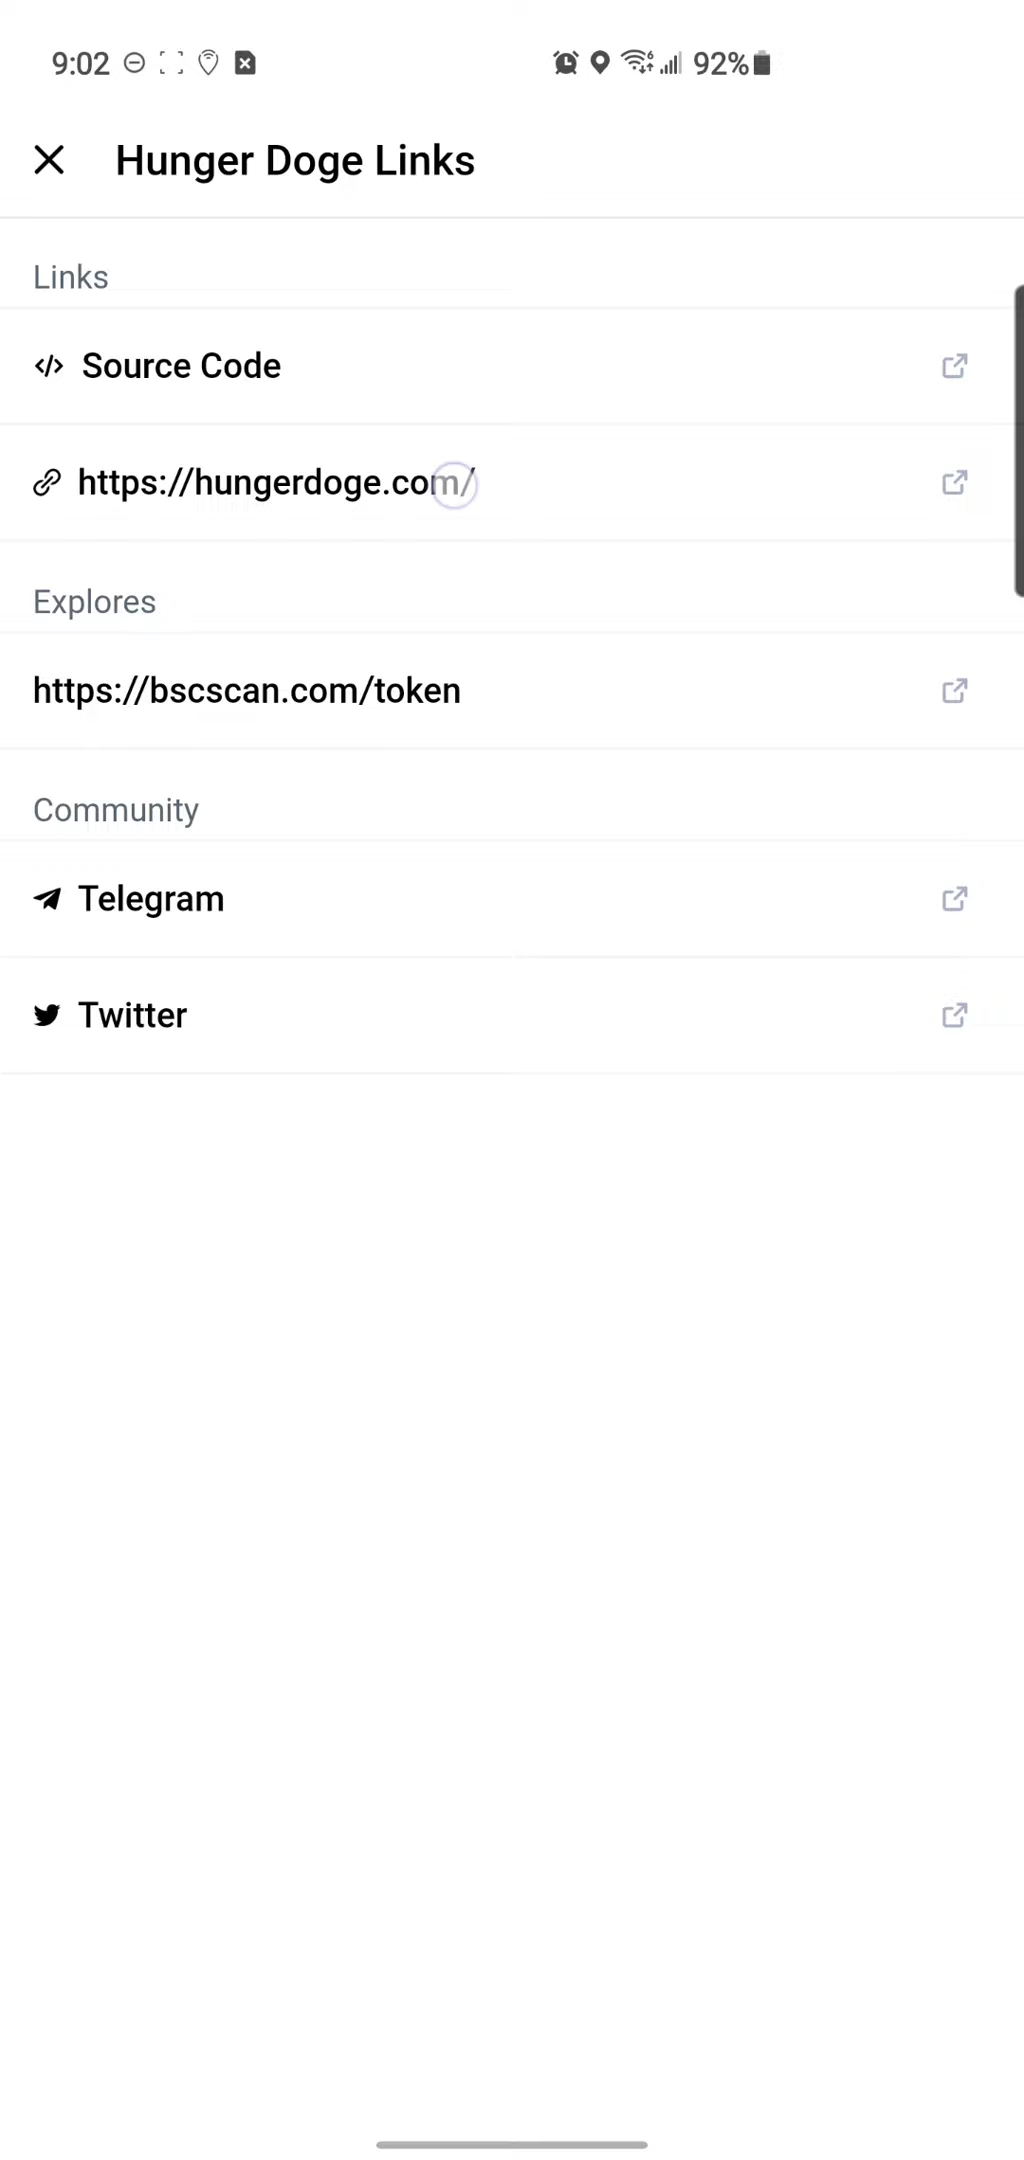 9:02 92%
Hunger Doge Links
Links
Source Code
https://hungerdoge.com/
Explores
https://bscscan.com/token
Community
Telegram
Twitter